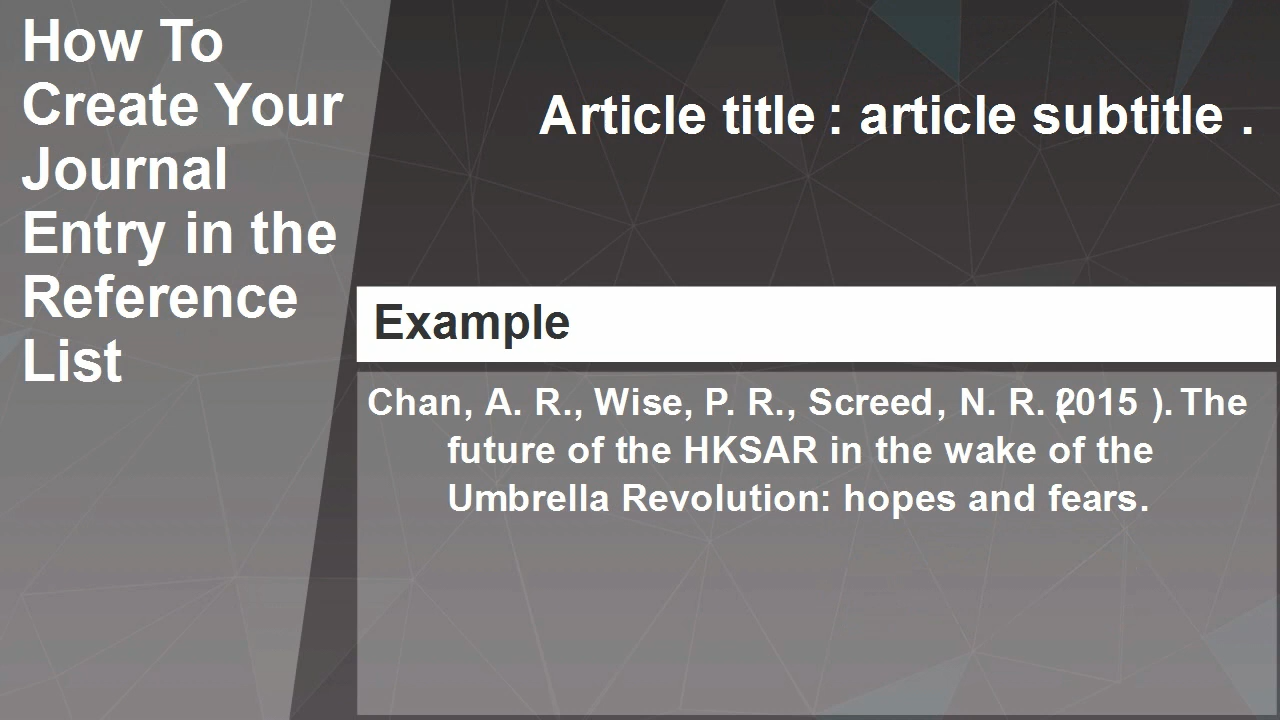 How To
Create Your
Journal
Entry in the
Reference
List
Article title : article subtitle .
Example
Chan, A. R., Wise, P. R., Screed, N. R. (2015 ). The
future of the HKSAR in the wake of the
Umbrella Revolution: hopes and fears.